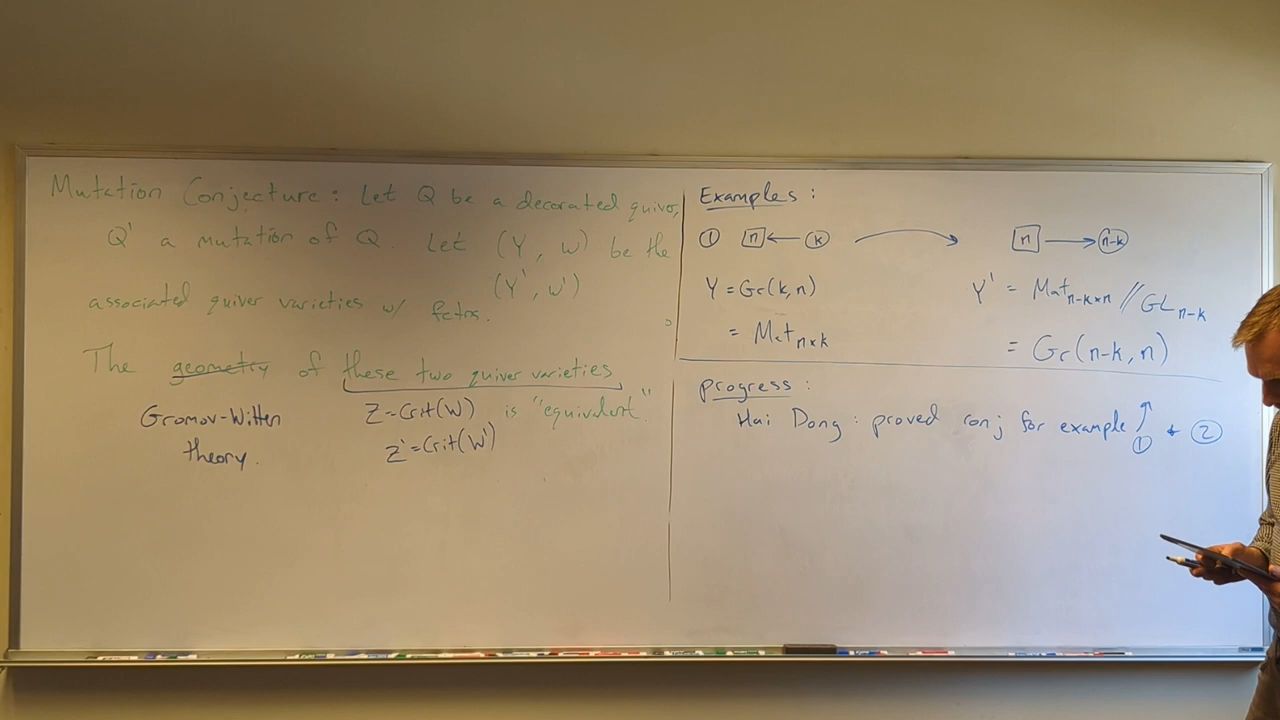 Mutation Conjecture : Let Q be a decorated quiver,
Q' a mutation of Q. Let (Y, W) be the
(Y', W')
associated quiver varieties w/ fctns.
The geometry of these two quiver varieties
Gromov-Witten Z=Crit(W) is "equivalent"
theory. Z'=Crit(W')
Examples :
① n ← k n → n-k
Y = Gr(k,n) Y' = Mat n-k×n // GL n-k
= Mat n×k = Gr(n-k, n)
Progress :
Hai Dong : proved conj for example ↑ ① + ②